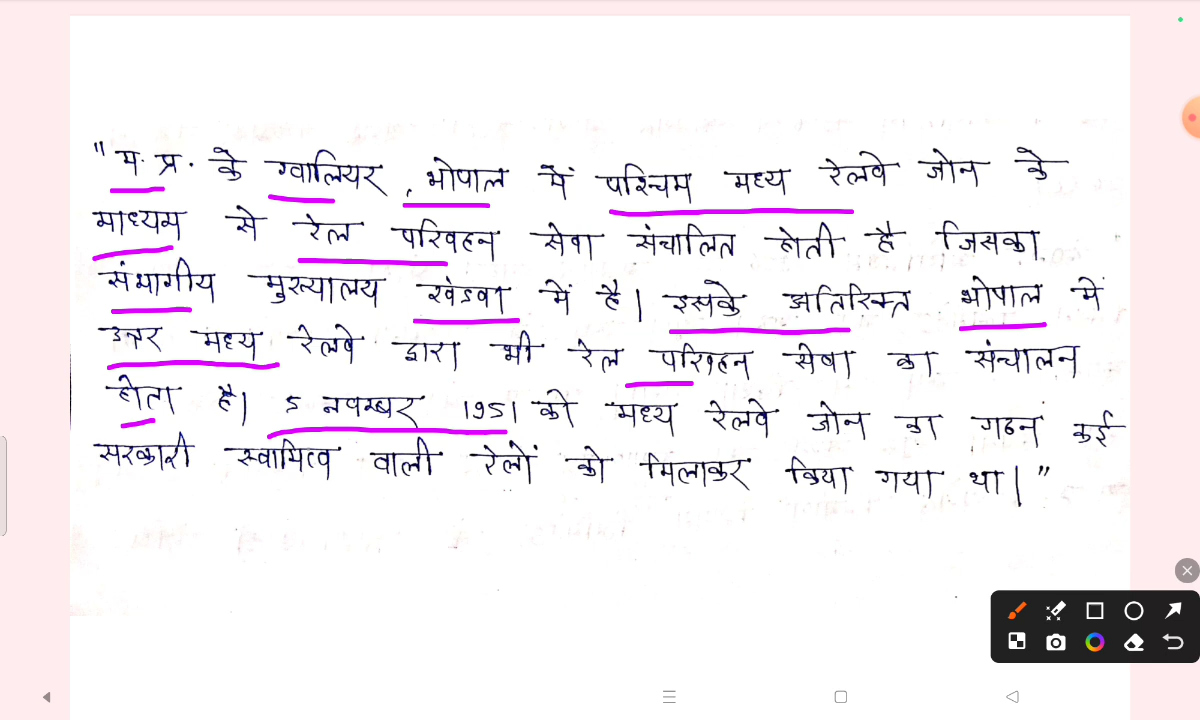 "म. प्र. के ग्वालियर, भोपाल में पश्चिम मध्य रेलवे जोन के
माध्यम से रेल परिवहन सेवा संचालित होती है जिसका
संभागीय मुख्यालय खंडवा में है। इसके अतिरिक्त भोपाल में
उत्तर मध्य रेलवे द्वारा भी रेल परिवहन सेवा का संचालन
होता है। 5 नवम्बर 1951 को मध्य रेलवे जोन का गठन कई
सरकारी स्वामित्व वाली रेलों को मिलाकर किया गया था।"